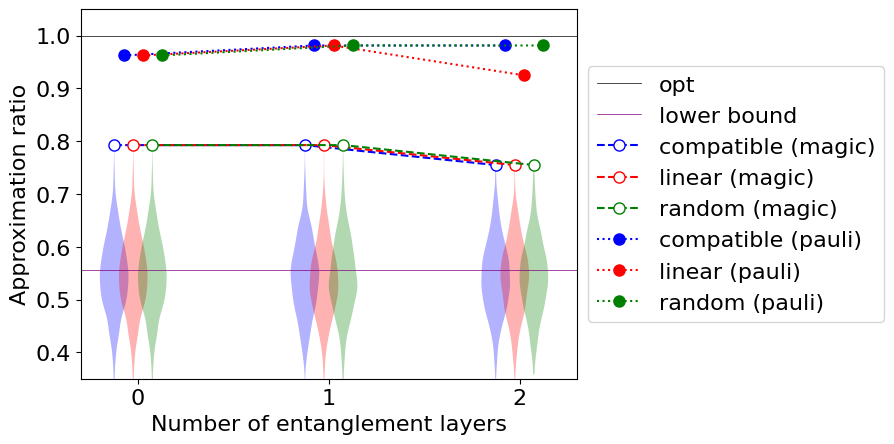 Approximation ratio
1.0
0.9
0.8
0.7
0.6
0.5
0.4
0
1
2
Number of entanglement layers
opt
lower bound
compatible (magic)
linear (magic)
random (magic)
compatible (pauli)
linear (pauli)
random (pauli)